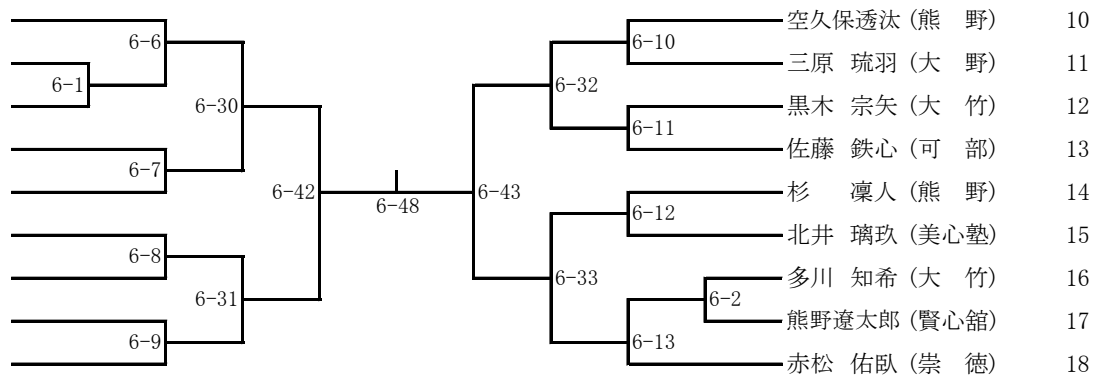 空久保透汰 (熊　野) 10
6-6 6-10
三原　琉羽 (大　野) 11
6-1 6-32
6-30 黒木　宗矢 (大　竹) 12
6-11
佐藤　鉄心 (可　部) 13
6-7
6-42 6-48 6-43 杉　　凜人 (熊　野) 14
6-12
北井　璃玖 (美心塾) 15
6-8
6-33 多川　知希 (大　竹) 16
6-31 6-2
熊野遼太郎 (賢心舘) 17
6-9 6-13
赤松　佑臥 (崇　徳) 18